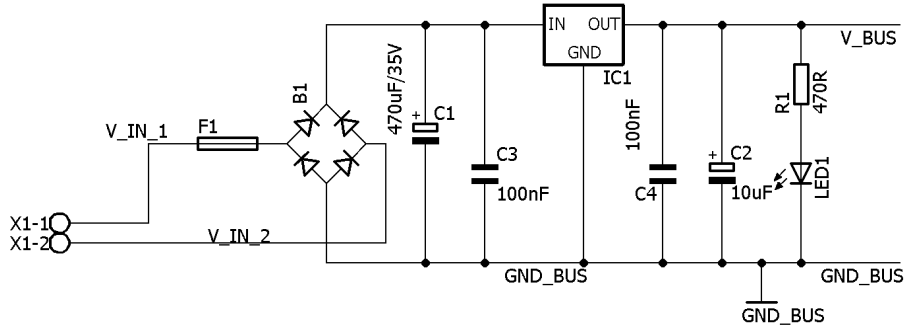 IN OUT
GND
IC1
V_BUS
B1
470uF/35V
+
C1
100nF
R1
470R
V_IN_1
F1
C3
100nF
C4
+
C2
10uF
LED1
X1-1
X1-2
V_IN_2
GND_BUS
GND_BUS
GND_BUS